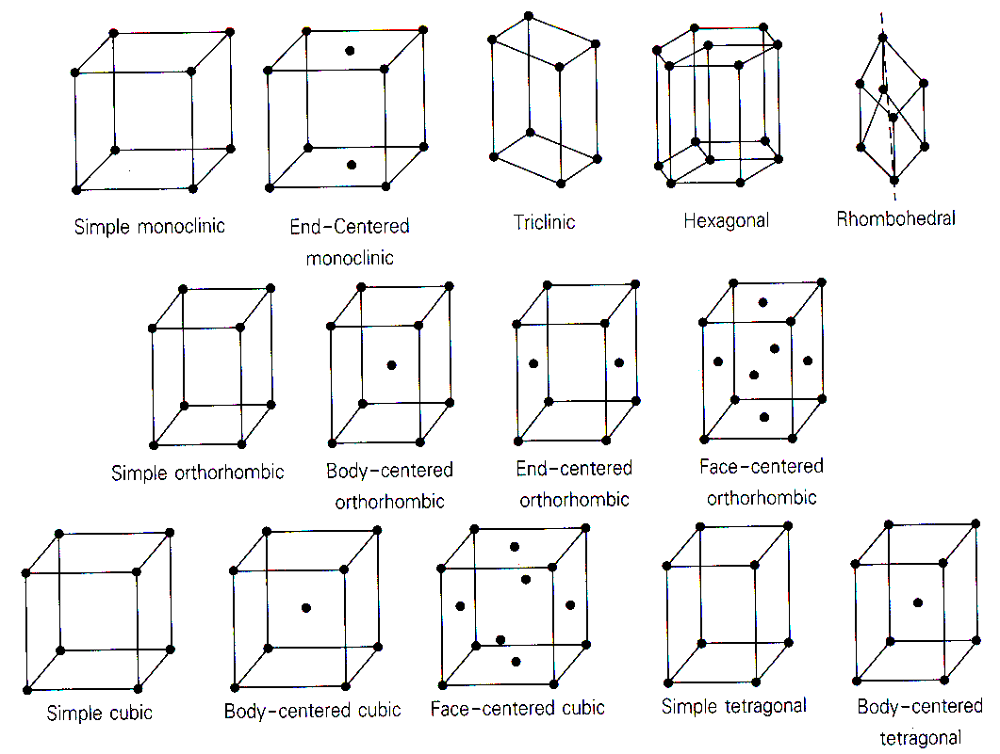 Simple monoclinic
End-Centered
monoclinic
Triclinic
Hexagonal
Rhombohedral
Simple orthorhombic
Body-centered
orthorhombic
End-centered
orthorhombic
Face-centered
orthorhombic
Simple cubic
Body-centered cubic
Face-centered cubic
Simple tetragonal
Body-centered
tetragonal